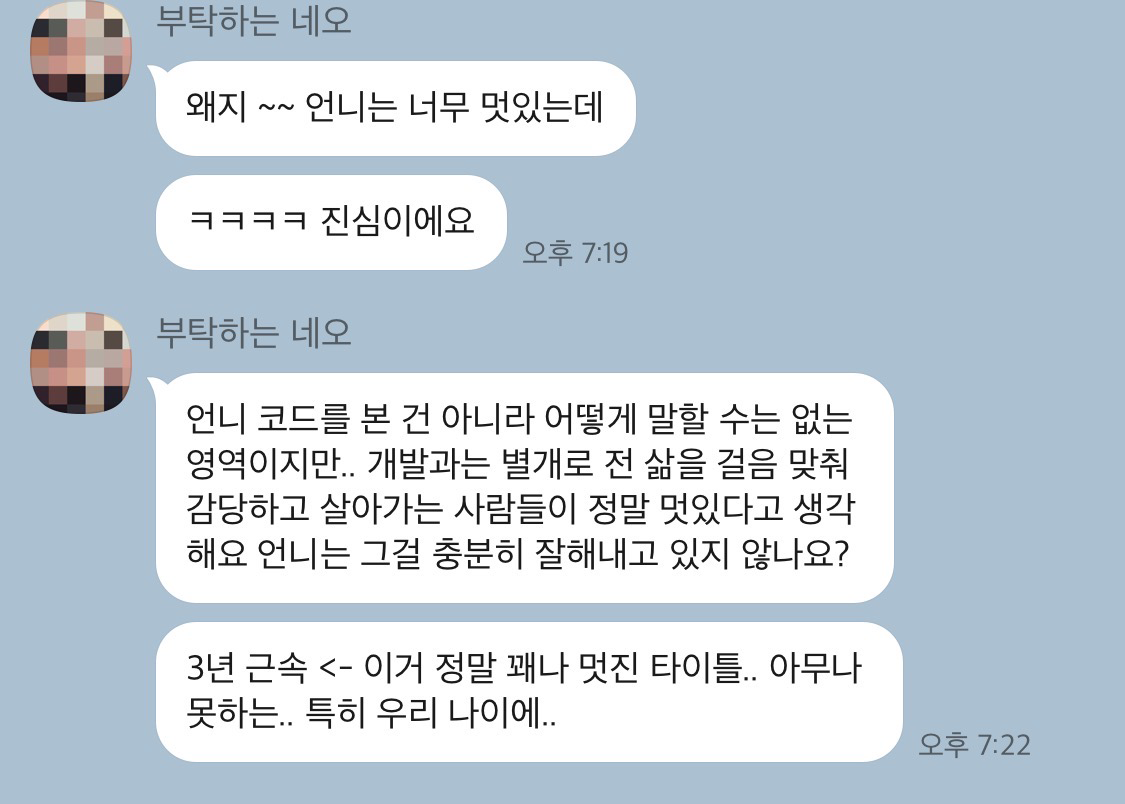 부탁하는 네오
왜지 ~~ 언니는 너무 멋있는데
ㅋㅋㅋㅋ 진심이에요
오후 7:19
부탁하는 네오
언니 코드를 본 건 아니라 어떻게 말할 수는 없는
영역이지만.. 개발과는 별개로 전 삶을 걸음 맞춰
감당하고 살아가는 사람들이 정말 멋있다고 생각
해요 언니는 그걸 충분히 잘해내고 있지 않나요?
3년 근속 <- 이거 정말 꽤나 멋진 타이틀.. 아무나
못하는.. 특히 우리 나이에..
오후 7:22